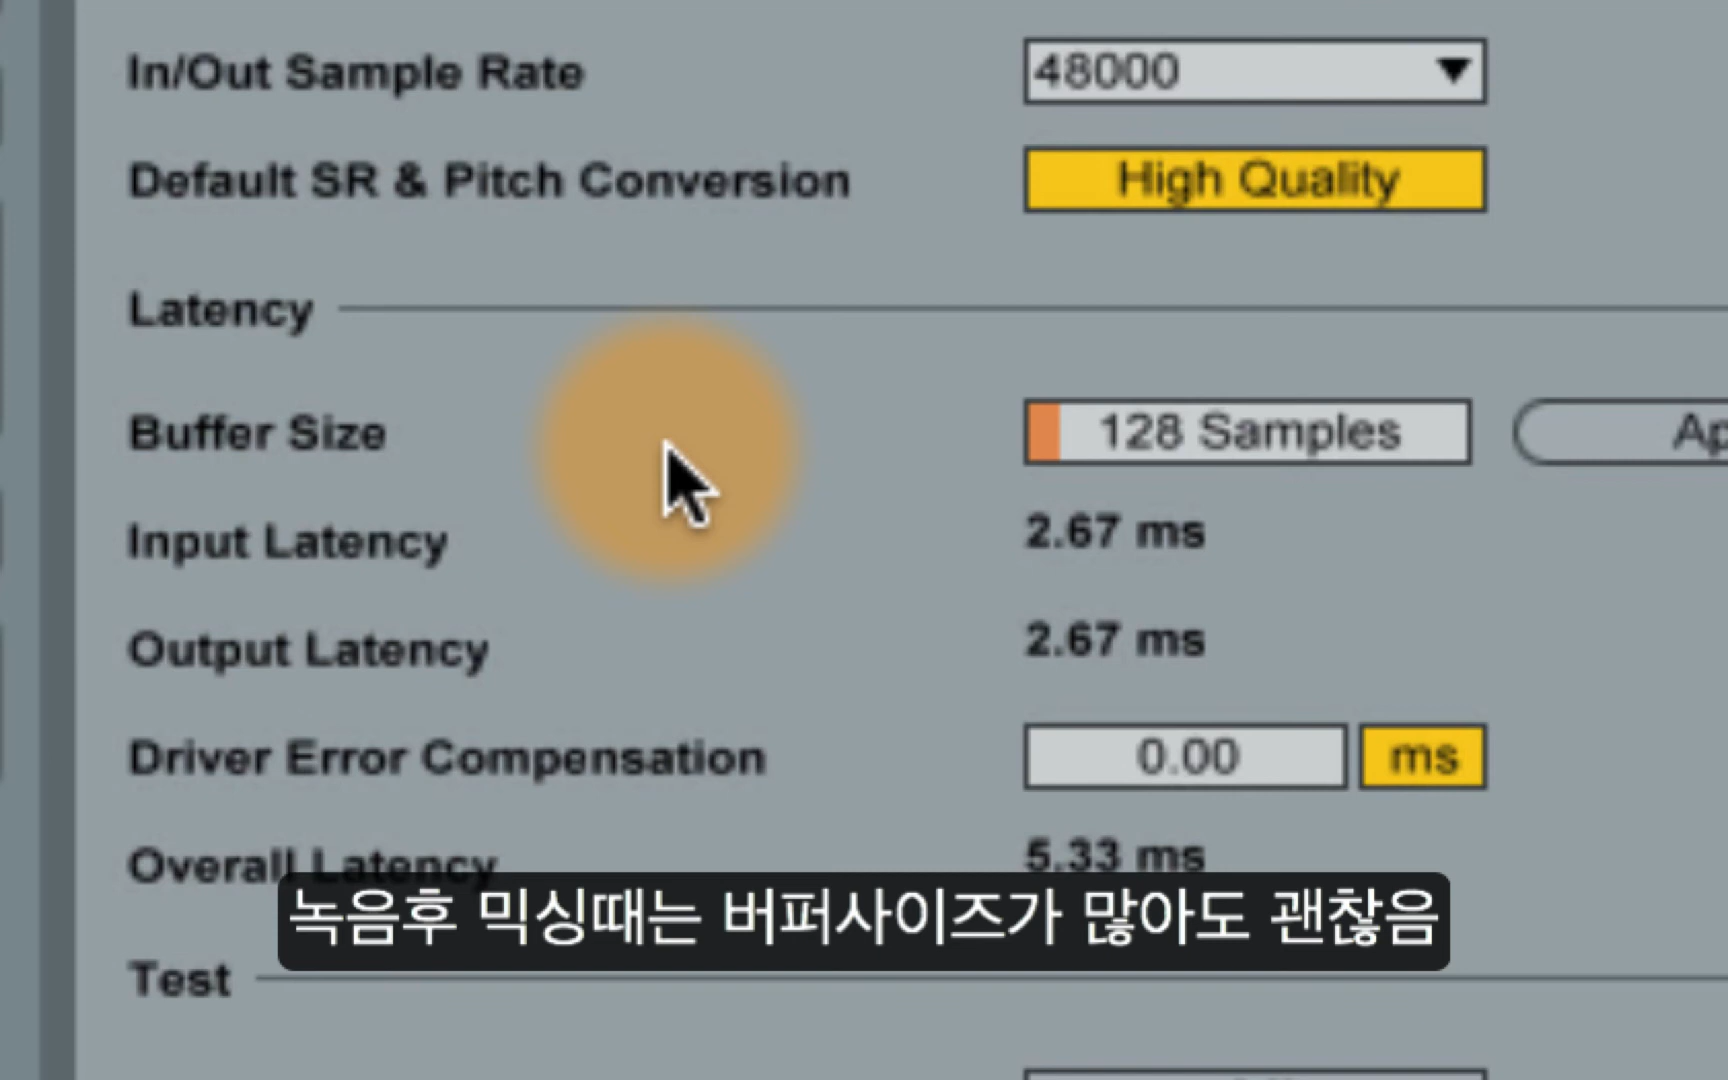 In/Out Sample Rate 48000
Default SR & Pitch Conversion High Quality
Latency
Buffer Size 128 Samples Ap
Input Latency 2.67 ms
Output Latency 2.67 ms
Driver Error Compensation 0.00 ms
Overall Latency 5.33 ms
녹음후 믹싱때는 버퍼사이즈가 많아도 괜찮음
Test